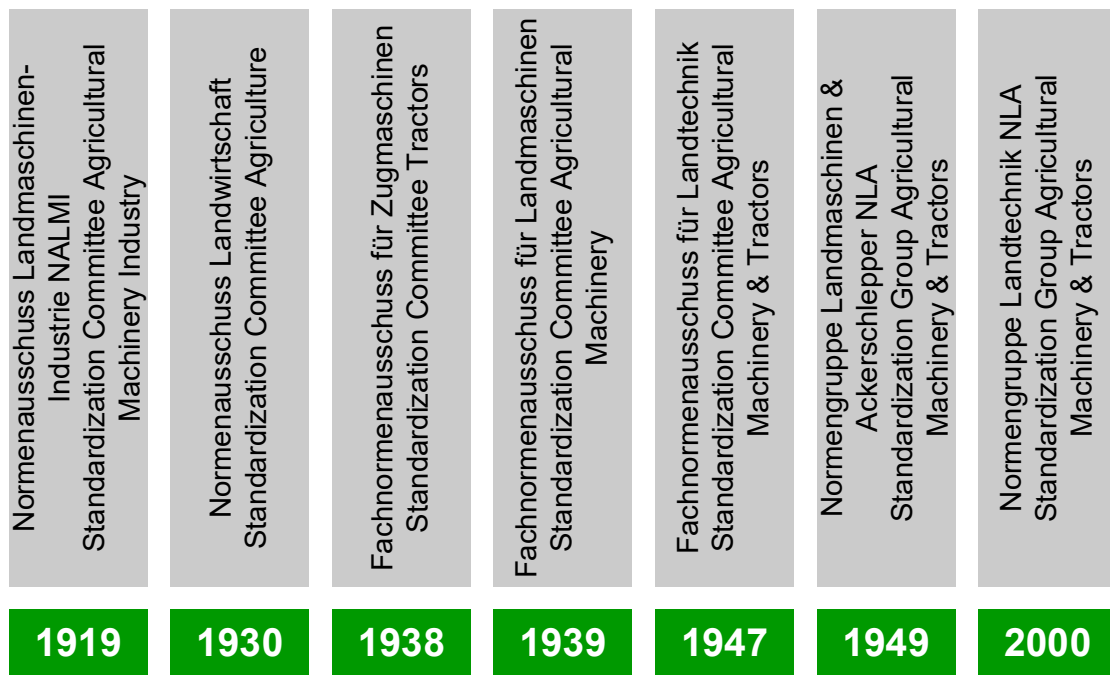 Normenausschuss Landmaschinen-
Industrie NALMI
Standardization Committee Agricultural
Machinery Industry
1919
Normenauschuss Landwirtschaft
Standardization Committee Agriculture
1930
Fachnormenausschuss für Zugmaschinen
Standardization Committee Tractors
1938
Fachnormenausschuss für Landmaschinen
Standardization Committee Agricultural
Machinery
1939
Fachnormenausschuss für Landtechnik
Standardization Committee Agricultural
Machinery & Tractors
1947
Normengruppe Landmaschinen &
Ackerschlepper NLA
Standardization Group Agricultural
Machinery & Tractors
1949
Normengruppe Landtechnik NLA
Standardization Group Agricultural
Machinery & Tractors
2000